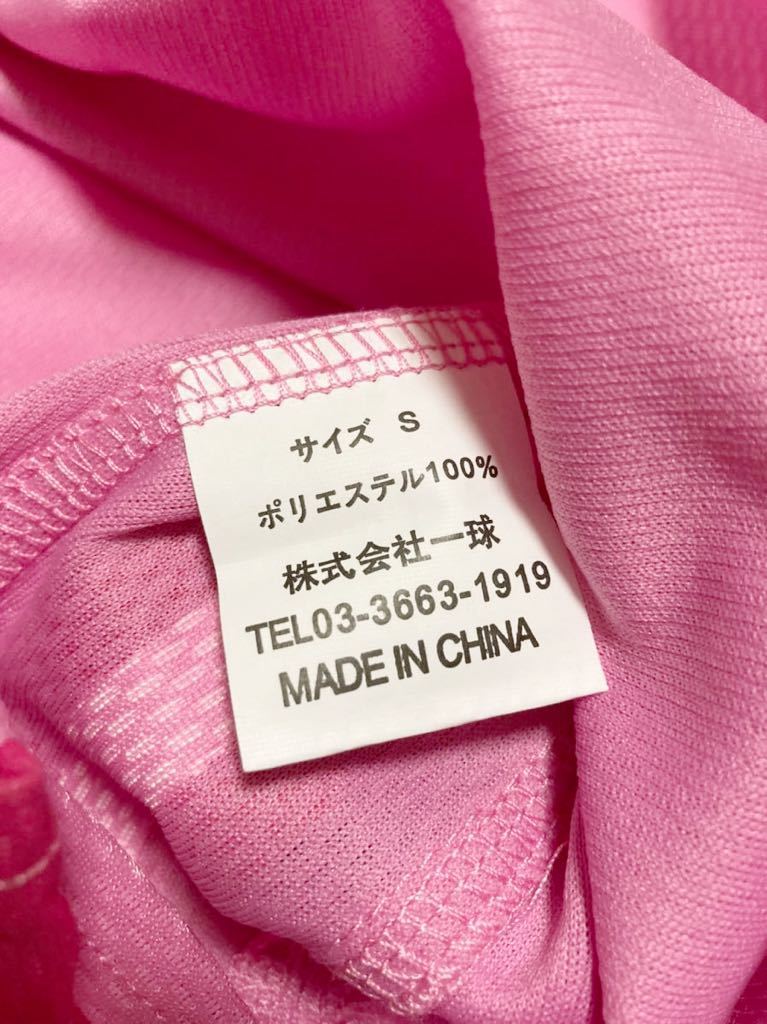 サイズ S
ポリエステル100%
株式会社一球
TEL03-3663-1919
MADE IN CHINA